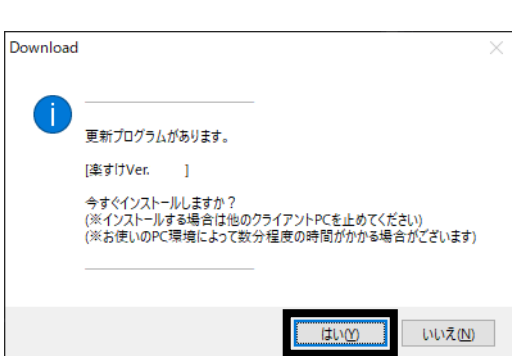 Download
更新プログラムがあります。
[楽すけVer.　　]
今すぐインストールしますか？
(※インストールする場合は他のクライアントPCを止めてください)
(※お使いのPC環境によって数分程度の時間がかかる場合がございます)
はい(Y)
いいえ(N)